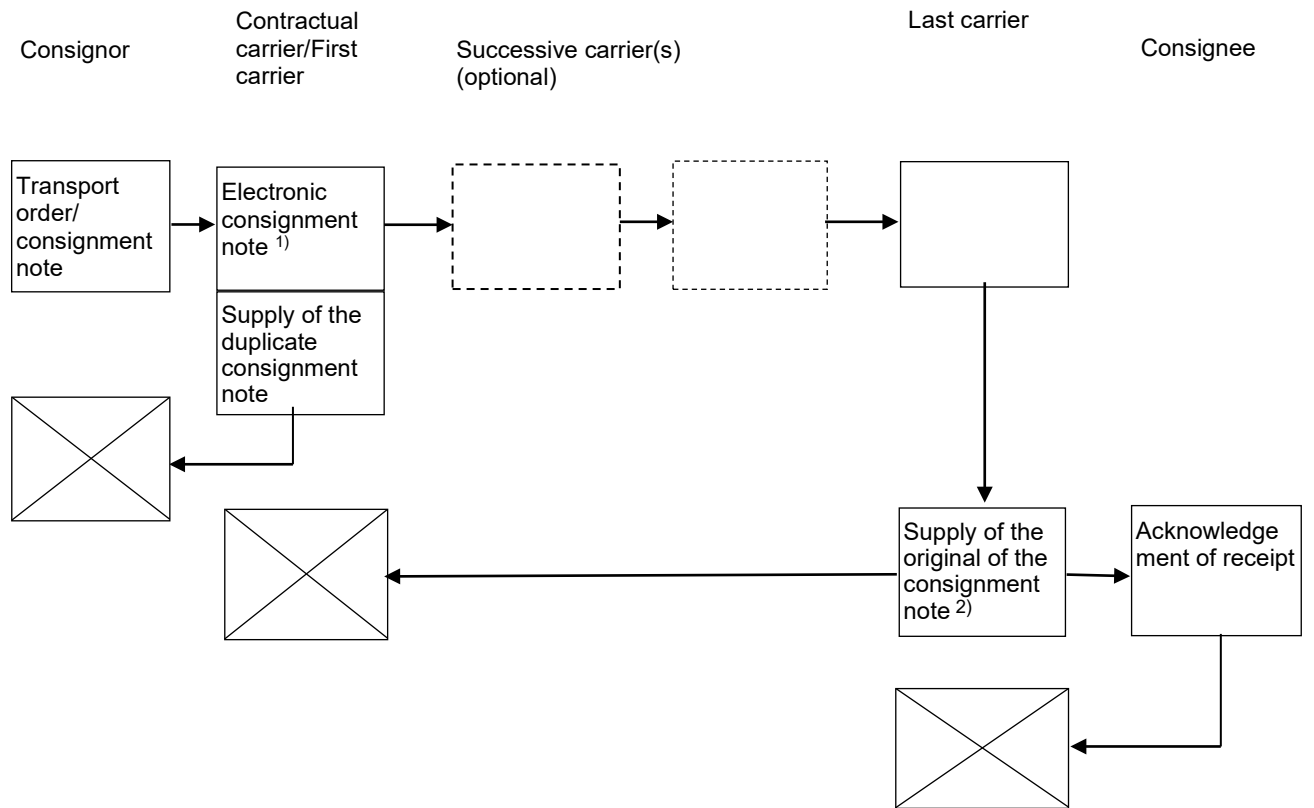 Consignor
Contractual
carrier/First
carrier
Successive carrier(s)
(optional)
Last carrier
Consignee
Transport
order/
consignment
note
Electronic
consignment
note 1)
Supply of the
duplicate
consignment
note
Supply of the
original of the
consignment
note 2)
Acknowledge
ment of receipt